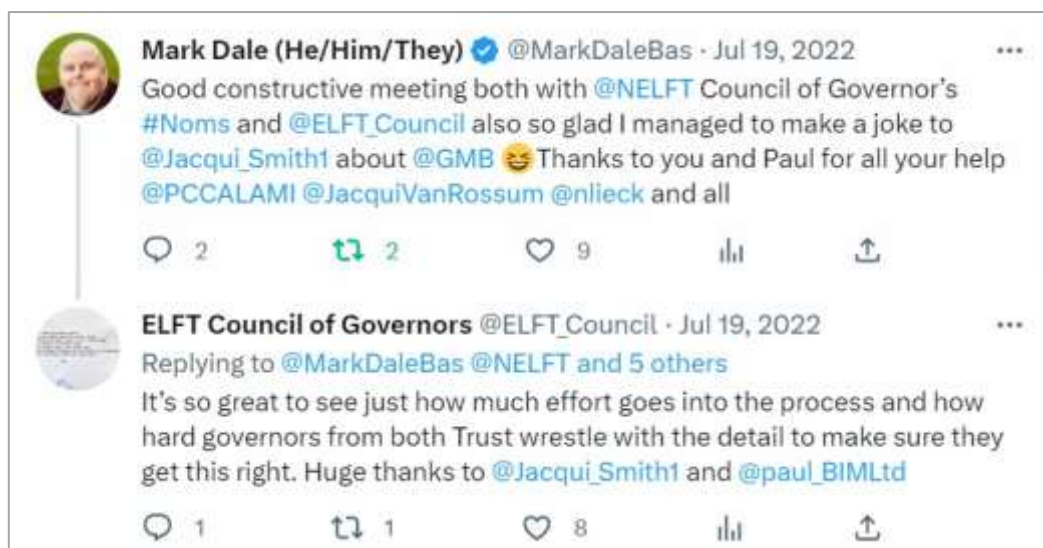 Mark Dale (He/Him/They) @MarkDaleBas · Jul 19, 2022
Good constructive meeting both with @NELFT Council of Governor's
#Noms and @ELFT_Council also so glad I managed to make a joke to
@Jacqui_Smith1 about @GMB 😆 Thanks to you and Paul for all your help
@PCCALAMI @JacquiVanRossum @nlieck and all
2 2 9
ELFT Council of Governors @ELFT_Council · Jul 19, 2022
Replying to @MarkDaleBas @NELFT and 5 others
It's so great to see just how much effort goes into the process and how
hard governors from both Trust wrestle with the detail to make sure they
get this right. Huge thanks to @Jacqui_Smith1 and @paul_BIMLtd
1 1 8